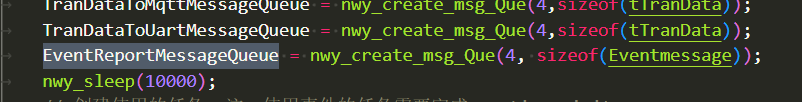 TranDataToMqttMessageQueue = nwy_create_msg_Que(4,sizeof(tTranData));
TranDataToUartMessageQueue = nwy_create_msg_Que(4,sizeof(tTranData));
EventReportMessageQueue = nwy_create_msg_Que(4, sizeof(Eventmessage));
nwy_sleep(10000);